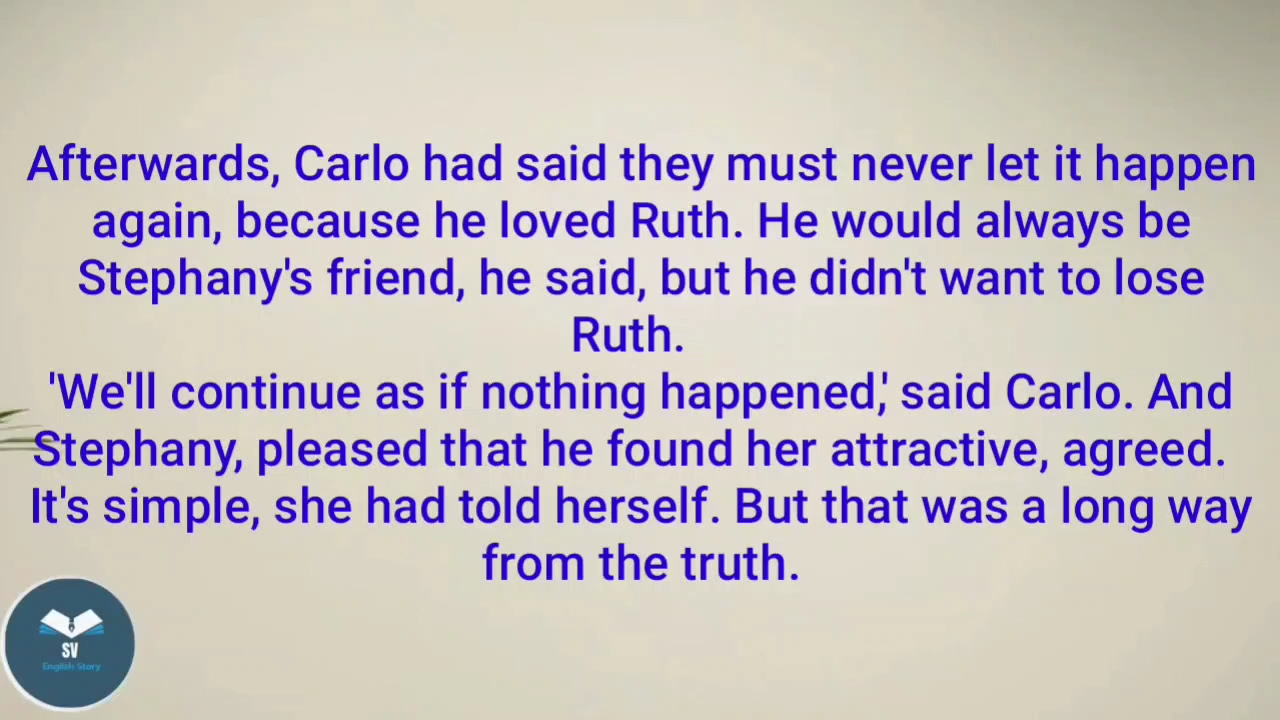 Afterwards, Carlo had said they must never let it happen
again, because he loved Ruth. He would always be
Stephany's friend, he said, but he didn't want to lose
Ruth.
'We'll continue as if nothing happened,' said Carlo. And
Stephany, pleased that he found her attractive, agreed.
It's simple, she had told herself. But that was a long way
from the truth.
SV
English Story